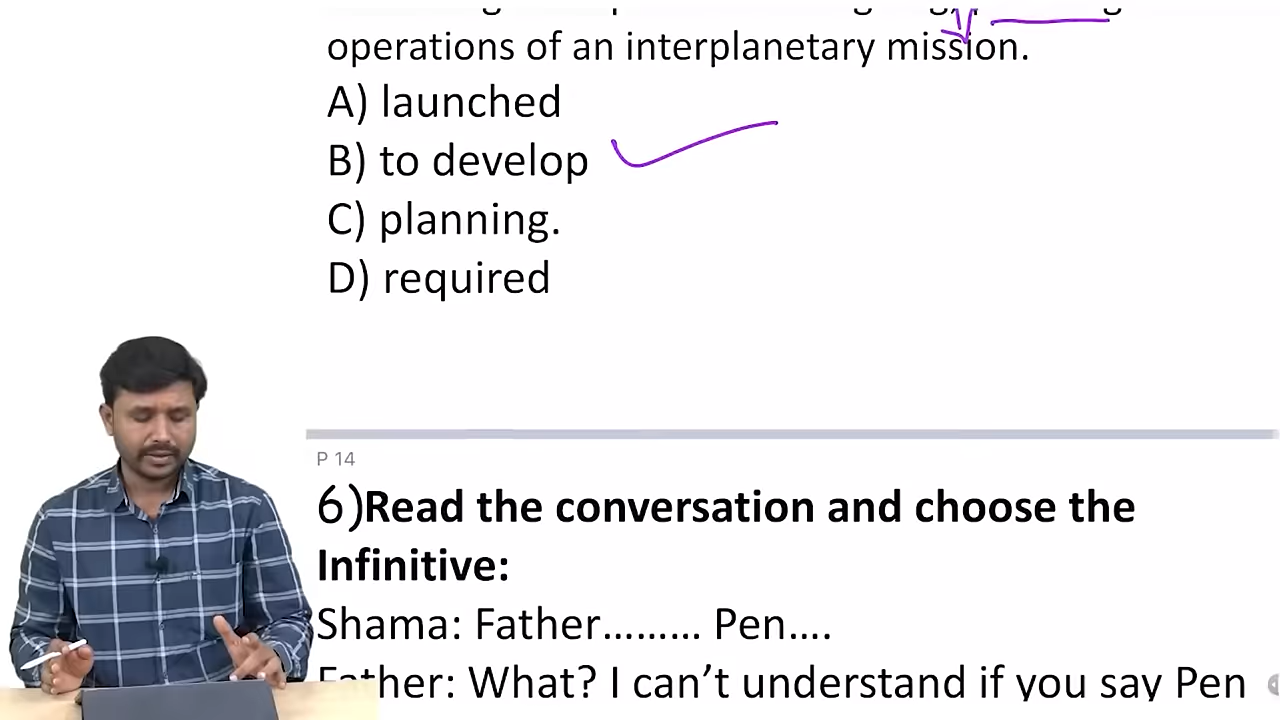 operations of an interplanetary mission.
A) launched
B) to develop
C) planning.
D) required
P 14
6)Read the conversation and choose the
Infinitive:
Shama: Father......... Pen....
Father: What? I can't understand if you say Pen